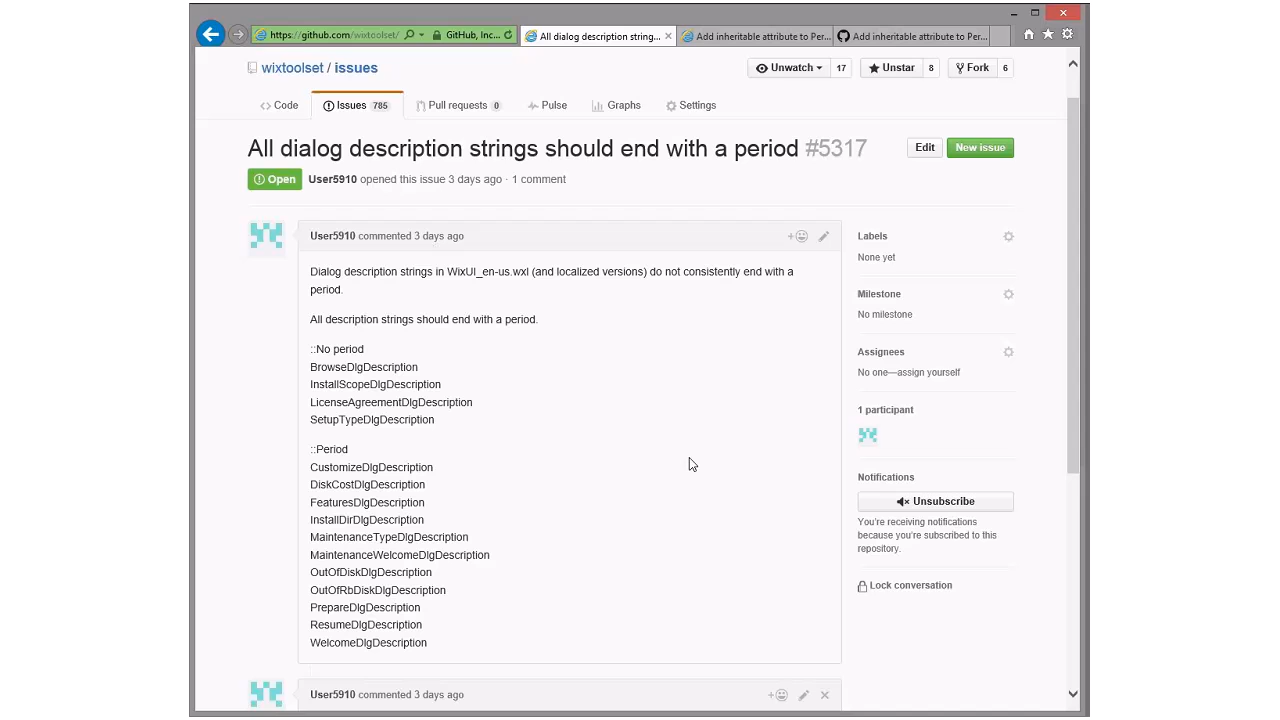 https://github.com/wixtoolset/
GitHub, Inc...
All dialog description string...
Add inheritable attribute to Per...
Add inheritable attribute to Per...
wixtoolset / issues
Unwatch 17
Unstar 8
Fork 6
Code
Issues 785
Pull requests 0
Pulse
Graphs
Settings
All dialog description strings should end with a period #5317
Edit
New issue
Open
User5910 opened this issue 3 days ago · 1 comment
User5910 commented 3 days ago
Dialog description strings in WixUI_en-us.wxl (and localized versions) do not consistently end with a
period.
All description strings should end with a period.
::No period
BrowseDlgDescription
InstallScopeDlgDescription
LicenseAgreementDlgDescription
SetupTypeDlgDescription
::Period
CustomizeDlgDescription
DiskCostDlgDescription
FeaturesDlgDescription
InstallDirDlgDescription
MaintenanceTypeDlgDescription
MaintenanceWelcomeDlgDescription
OutOfDiskDlgDescription
OutOfRbDiskDlgDescription
PrepareDlgDescription
ResumeDlgDescription
WelcomeDlgDescription
Labels
None yet
Milestone
No milestone
Assignees
No one—assign yourself
1 participant
Notifications
Unsubscribe
You're receiving notifications
because you're subscribed to this
repository.
Lock conversation
User5910 commented 3 days ago